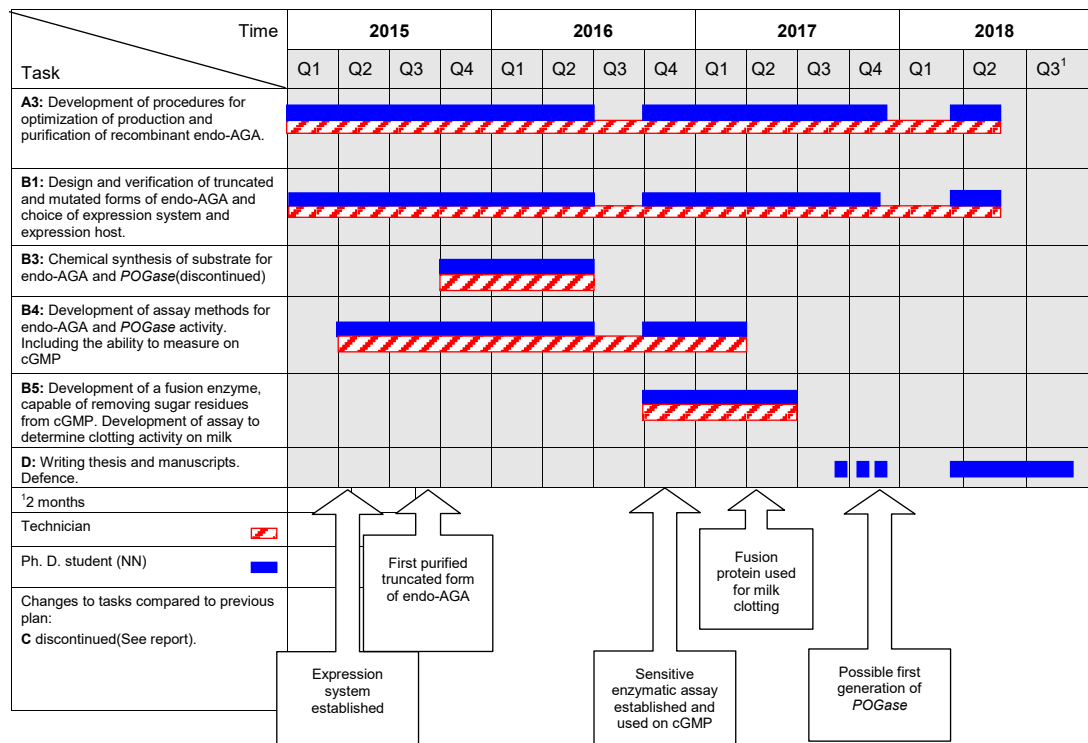 Time
2015 2016 2017 2018
Task
Q1 Q2 Q3 Q4 Q1 Q2 Q3 Q4 Q1 Q2 Q3 Q4 Q1 Q2 Q3¹
A3: Development of procedures for
optimization of production and
purification of recombinant endo-AGA.
B1: Design and verification of truncated
and mutated forms of endo-AGA and
choice of expression system and
expression host.
B3: Chemical synthesis of substrate for
endo-AGA and POGase(discontinued)
B4: Development of assay methods for
endo-AGA and POGase activity.
Including the ability to measure on
cGMP
B5: Development of a fusion enzyme,
capable of removing sugar residues
from cGMP. Development of assay to
determine clotting activity on milk
D: Writing thesis and manuscripts.
Defence.
¹2 months
Technician
Ph. D. student (NN)
Changes to tasks compared to previous
plan:
C discontinued(See report).
Expression
system
established
First purified
truncated form
of endo-AGA
Sensitive
enzymatic assay
established and
used on cGMP
Fusion
protein used
for milk
clotting
Possible first
generation of
POGase